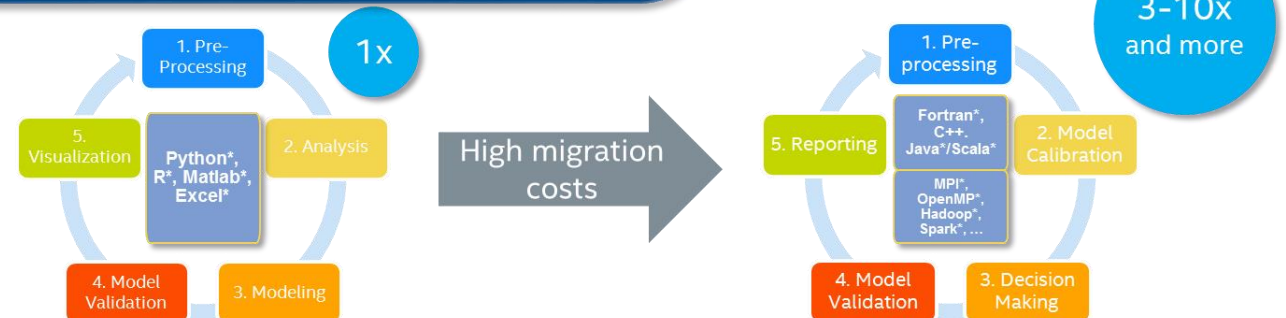 1. Pre-
Processing
1x
5.
Visualization
Python*,
R*, Matlab*,
Excel*
2. Analysis
4. Model
Validation
3. Modeling
High migration
costs
3-10x
and more
1. Pre-
processing
5. Reporting
Fortran*,
C++.
Java*/Scala*
MPI*,
OpenMP*,
Hadoop*,
Spark*, ...
2. Model
Calibration
4. Model
Validation
3. Decision
Making